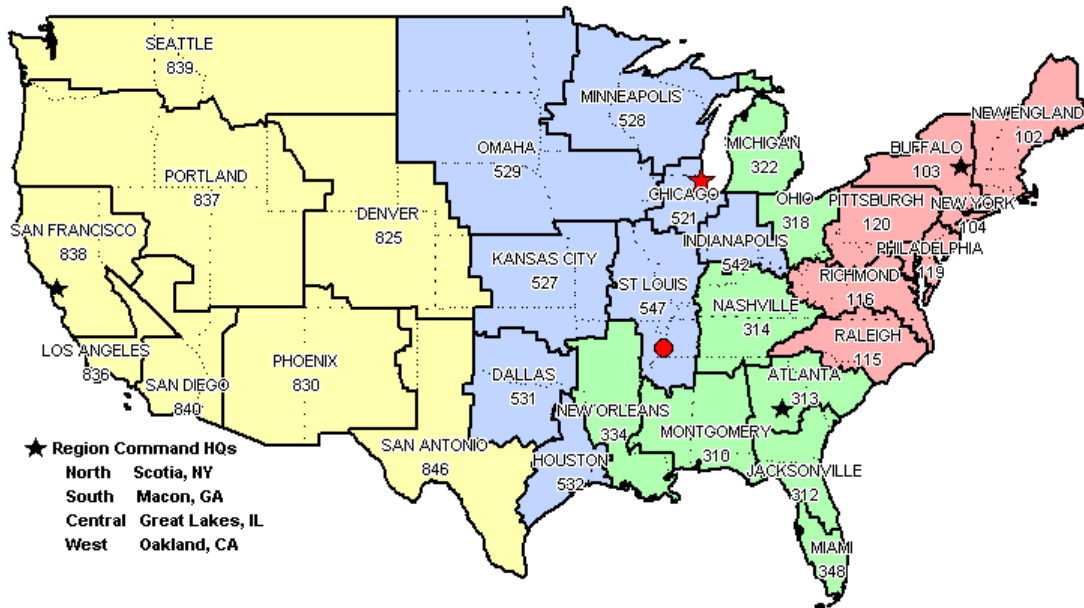 SEATTLE
839
MINNEAPOLIS
528
NEW ENGLAND
102
OMAHA
529
MICHIGAN
322
BUFFALO
103
PORTLAND
837
DENVER
825
CHICAGO
521
OHIO
318
PITTSBURGH
120
NEW YORK
104
SAN FRANCISCO
838
KANSAS CITY
527
INDIANAPOLIS
542
PHILADELPHIA
119
ST LOUIS
547
RICHMOND
116
NASHVILLE
314
RALEIGH
115
LOS ANGELES
836
PHOENIX
830
SAN DIEGO
840
DALLAS
531
ATLANTA
313
NEW ORLEANS
334
MONTGOMERY
310
SAN ANTONIO
846
HOUSTON
532
JACKSONVILLE
312
MIAMI
348
Region Command HQs
North Scotia, NY
South Macon, GA
Central Great Lakes, IL
West Oakland, CA